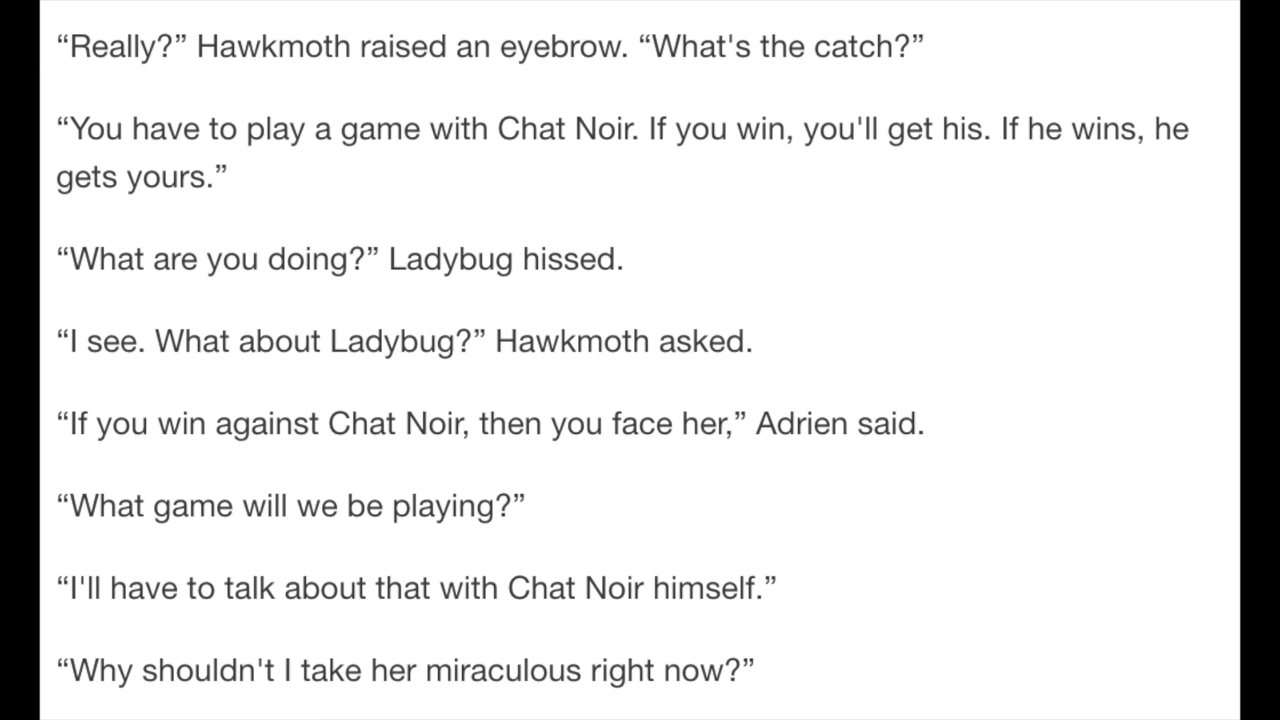 “Really?” Hawkmoth raised an eyebrow. “What's the catch?”
“You have to play a game with Chat Noir. If you win, you'll get his. If he wins, he
gets yours.”
“What are you doing?” Ladybug hissed.
“I see. What about Ladybug?” Hawkmoth asked.
“If you win against Chat Noir, then you face her,” Adrien said.
“What game will we be playing?”
“I'll have to talk about that with Chat Noir himself.”
“Why shouldn't I take her miraculous right now?”